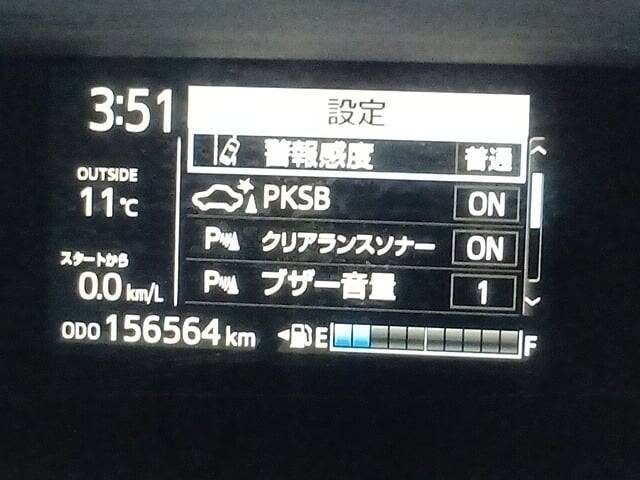 3:51
設定
警報感度 普通
OUTSIDE
11℃
PKSB ON
P クリアランスソナー ON
スタートから
0.0 km/L
P ブザー音量 1
ODO 156564 km
E F